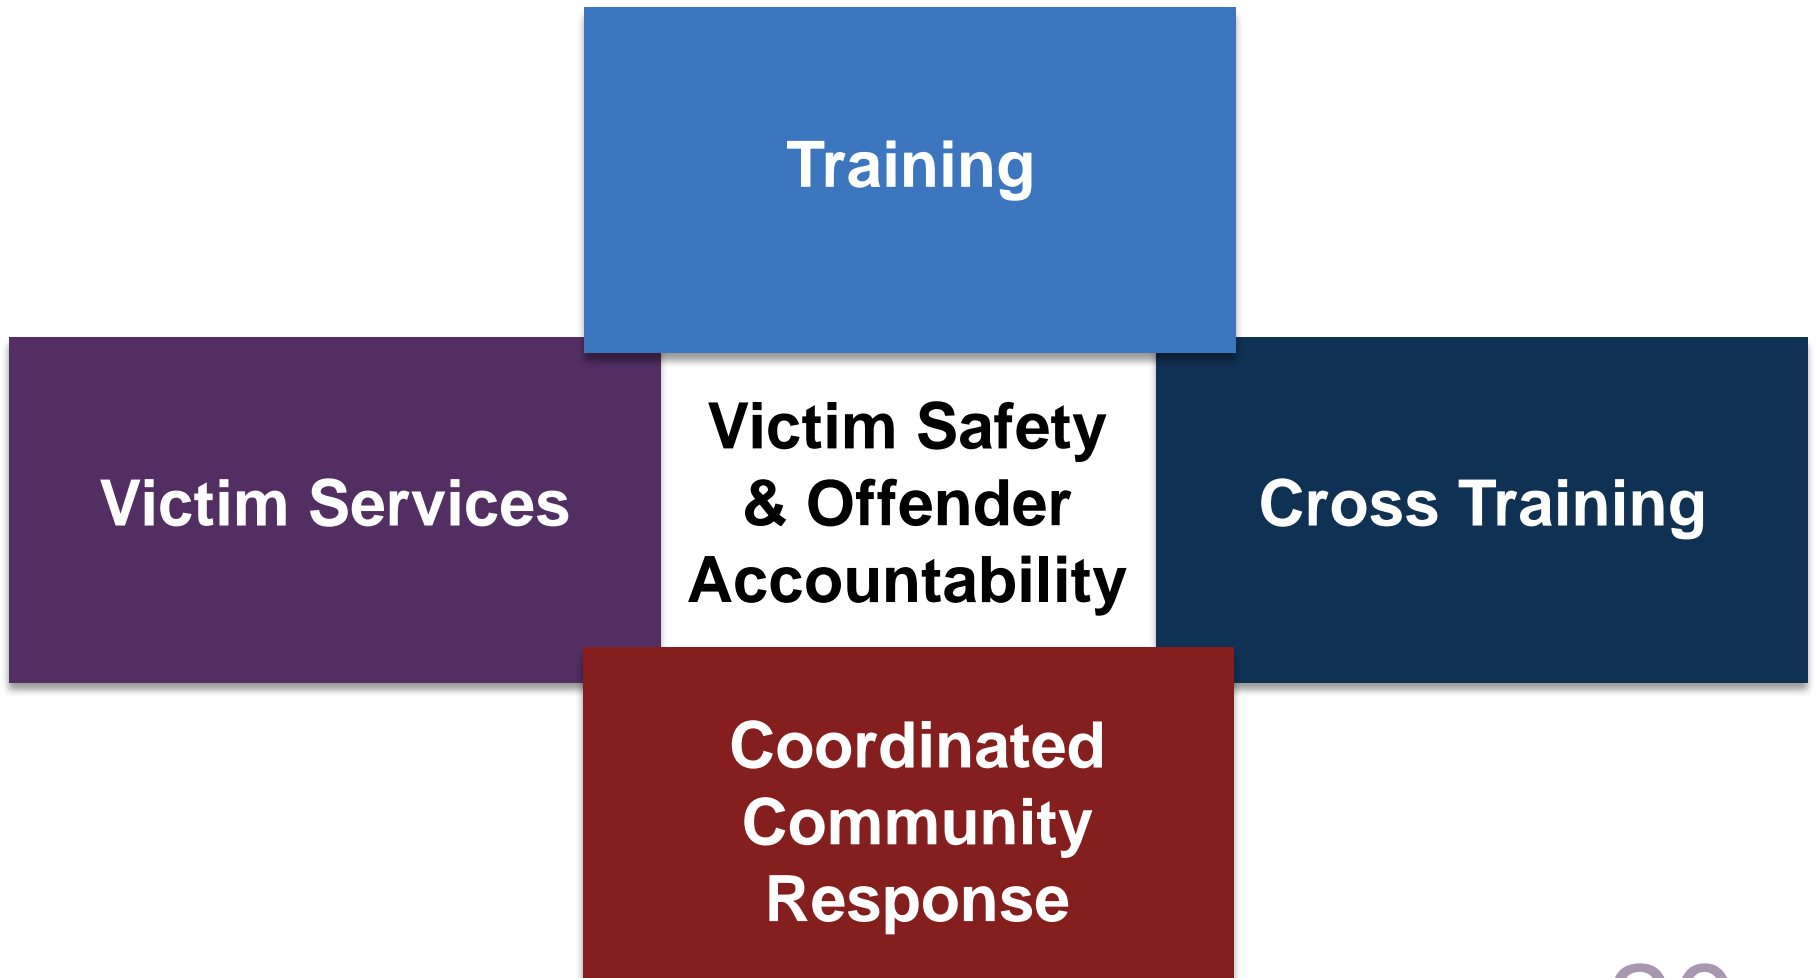 Training
Victim Services
Victim Safety
& Offender
Accountability
Cross Training
Coordinated
Community
Response